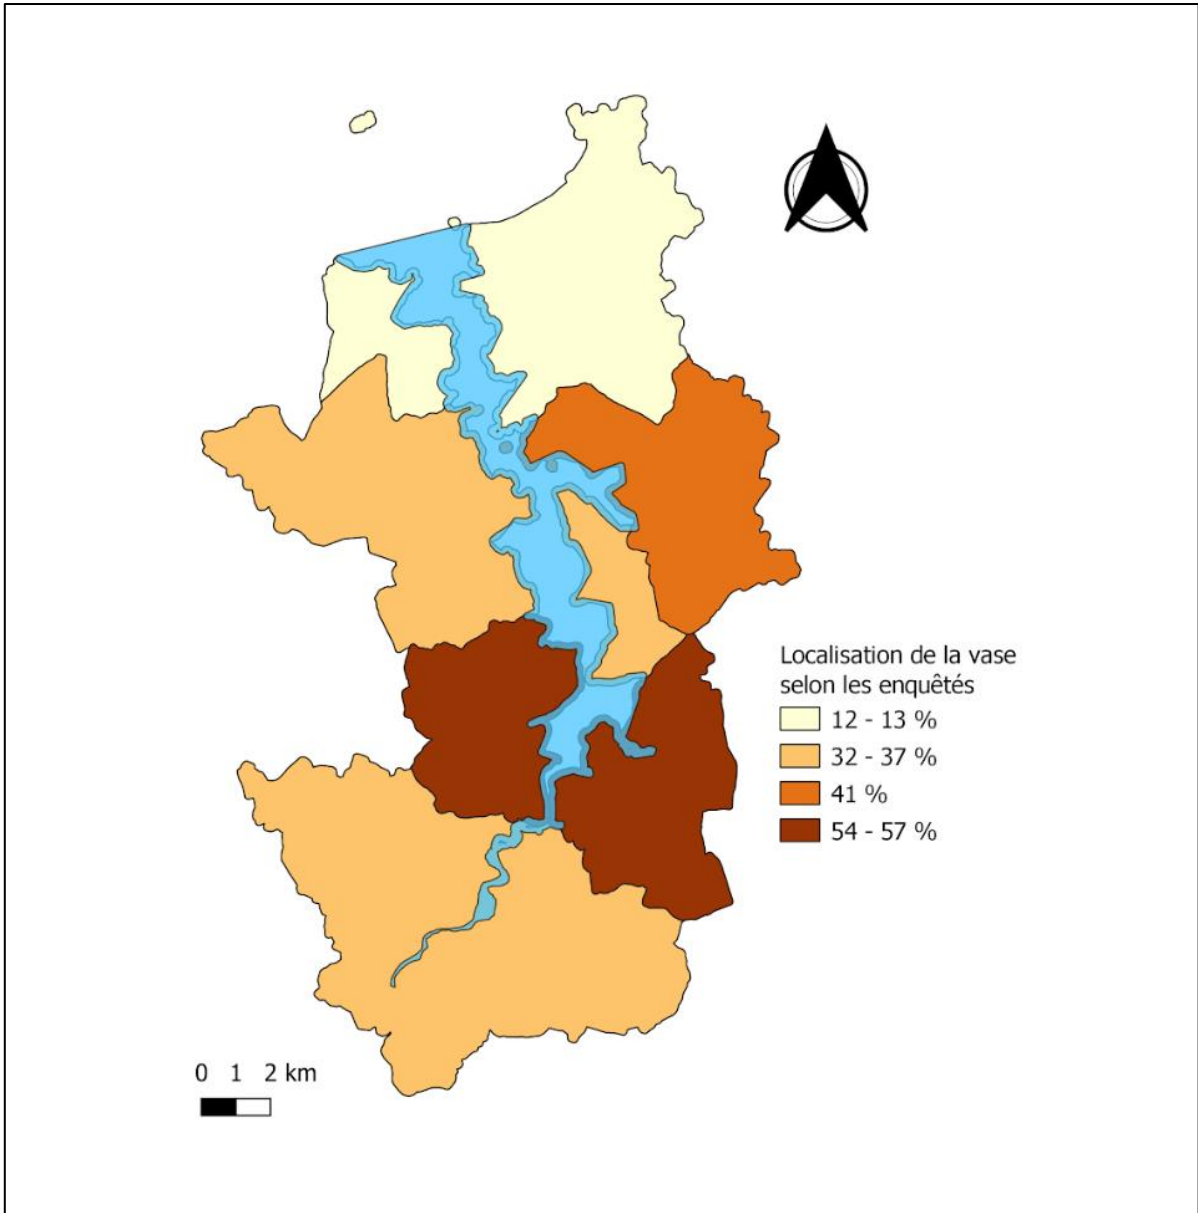 Localisation de la vase
selon les enquêtés
12 - 13 %
32 - 37 %
41 %
54 - 57 %
0 1 2 km